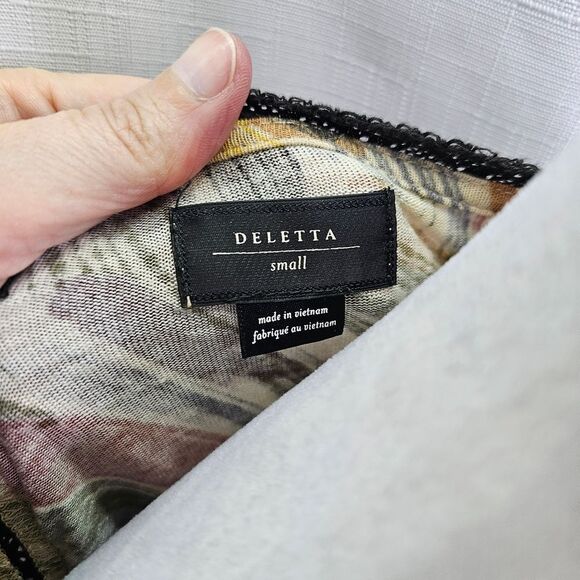 DELETTA
small
made in vietnam
fabriqué au vietnam